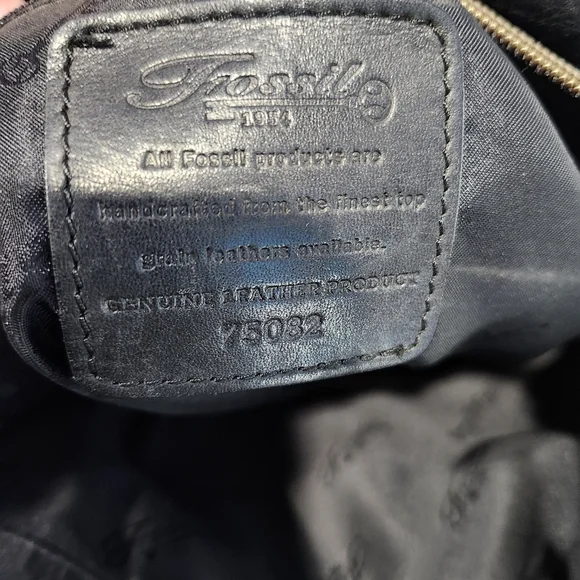 Fossil
1954
All Fossil products are
handcrafted from the finest top
grain leathers available.
GENUINE LEATHER PRODUCT
75082